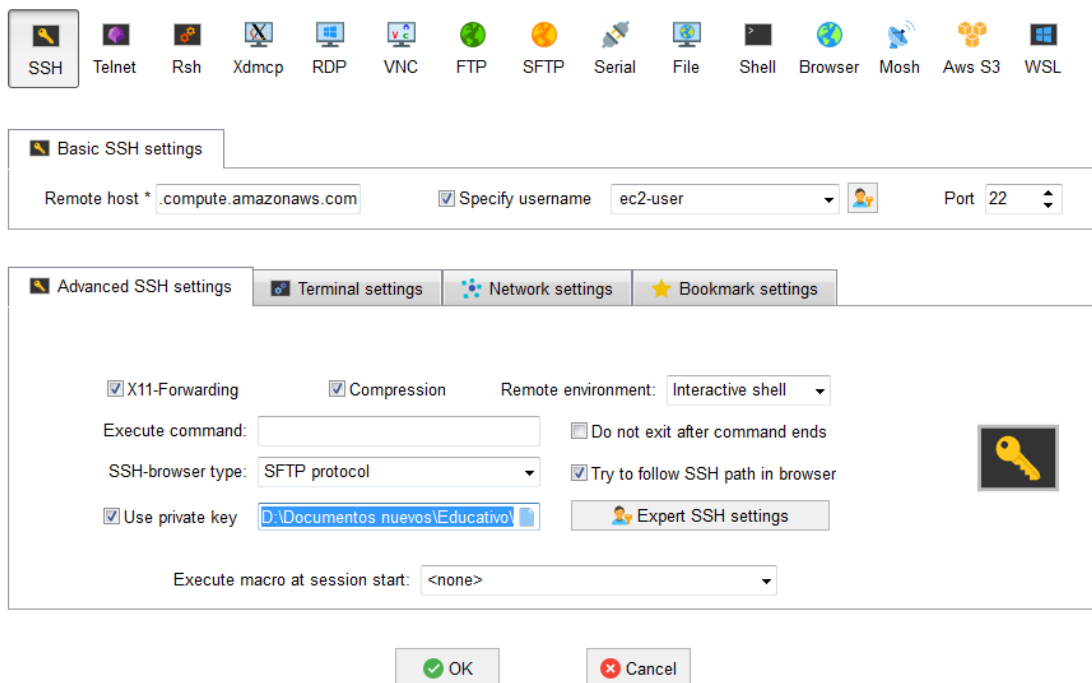 SSH Telnet Rsh Xdmcp RDP VNC FTP SFTP Serial File Shell Browser Mosh Aws S3 WSL
Basic SSH settings
Remote host * .compute.amazonaws.com Specify username ec2-user Port 22
Advanced SSH settings Terminal settings Network settings Bookmark settings
X11-Forwarding Compression Remote environment: Interactive shell
Execute command: Do not exit after command ends
SSH-browser type: SFTP protocol Try to follow SSH path in browser
Use private key D:\Documentos nuevos\Educativo\ Expert SSH settings
Execute macro at session start: <none>
OK Cancel